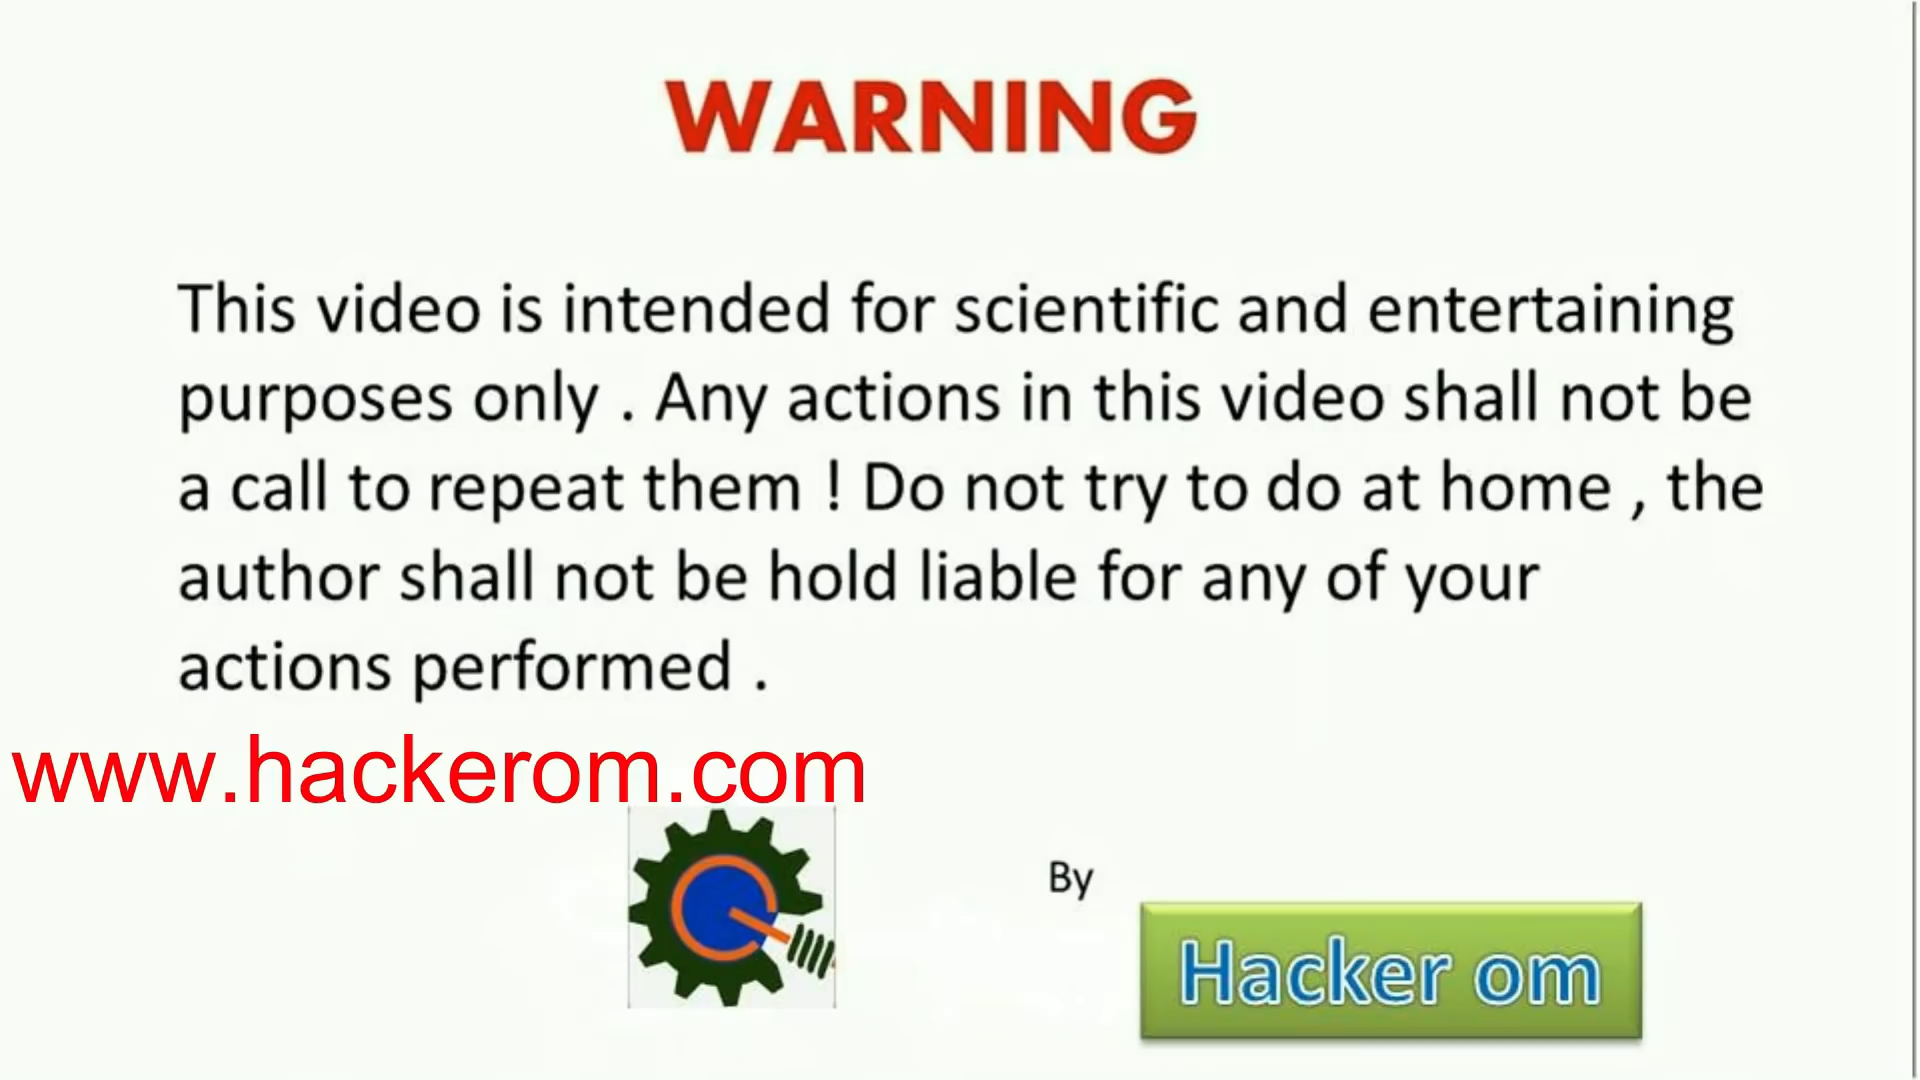 WARNING
This video is intended for scientific and entertaining
purposes only . Any actions in this video shall not be
a call to repeat them ! Do not try to do at home , the
author shall not be hold liable for any of your
actions performed .
www.hackerom.com
By
Hacker om